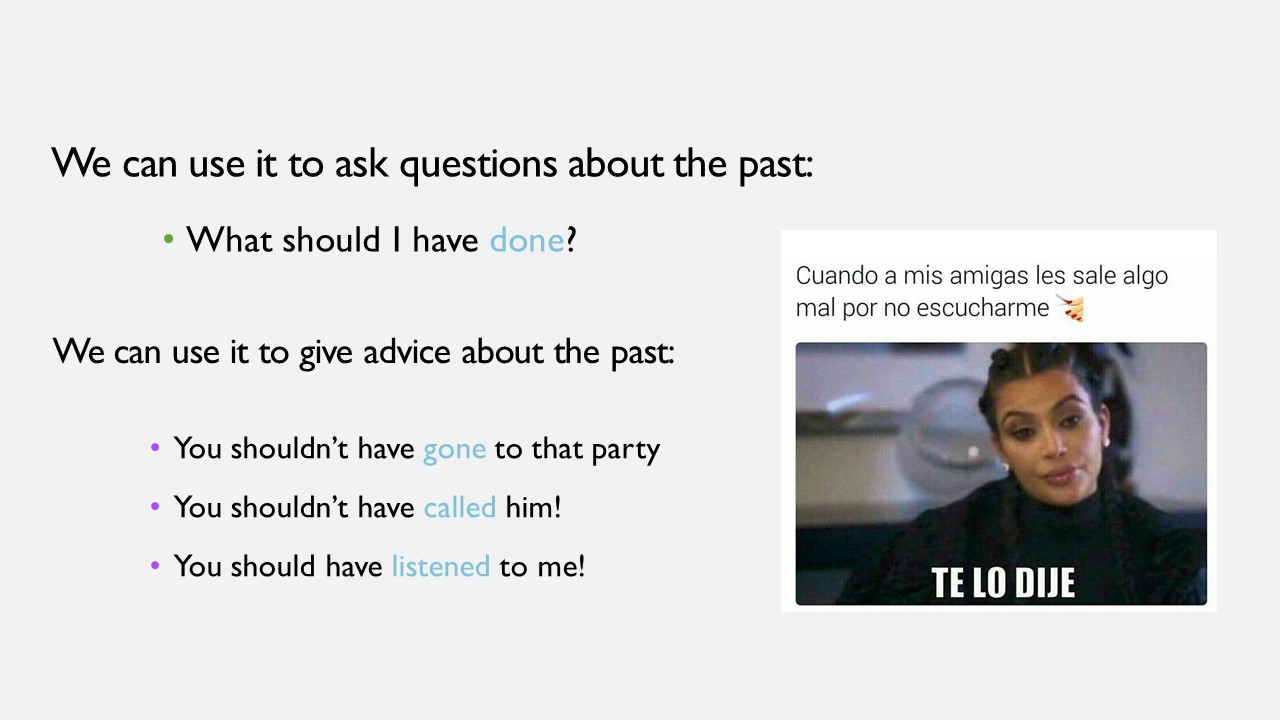 We can use it to ask questions about the past:
• What should I have done?
We can use it to give advice about the past:
• You shouldn’t have gone to that party
• You shouldn’t have called him!
• You should have listened to me!
Cuando a mis amigas les sale algo
mal por no escucharme 💅
TE LO DIJE